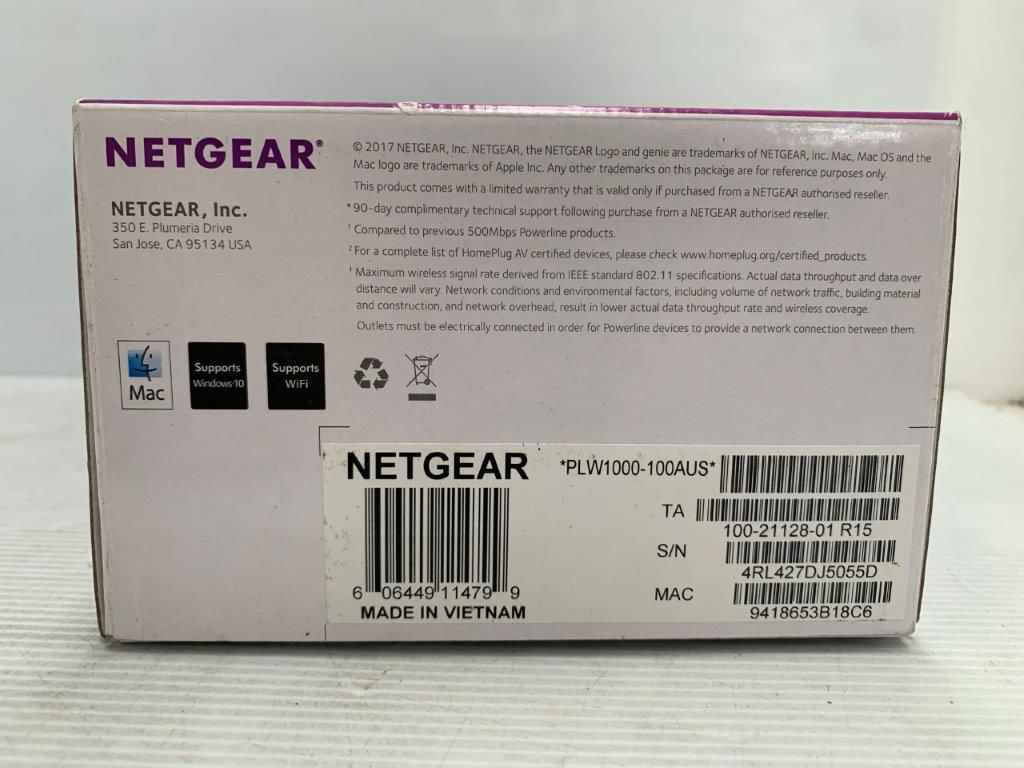 NETGEAR®
NETGEAR, Inc.
350 E. Plumeria Drive
San Jose, CA 95134 USA
© 2017 NETGEAR, Inc. NETGEAR, the NETGEAR Logo and genie are trademarks of NETGEAR, Inc. Mac, Mac OS and the
Mac logo are trademarks of Apple Inc. Any other trademarks on this package are for reference purposes only.
This product comes with a limited warranty that is valid only if purchased from a NETGEAR authorised reseller.
* 90-day complimentary technical support following purchase from a NETGEAR authorised reseller.
¹ Compared to previous 500Mbps Powerline products.
² For a complete list of HomePlug AV certified devices, please check www.homeplug.org/certified_products.
† Maximum wireless signal rate derived from IEEE standard 802.11 specifications. Actual data throughput and data over
distance will vary. Network conditions and environmental factors, including volume of network traffic, building material
and construction, and network overhead, result in lower actual data throughput rate and wireless coverage.
Outlets must be electrically connected in order for Powerline devices to provide a network connection between them.
Mac
Supports
Windows 10
Supports
WiFi
NETGEAR
6 06449 11479 9
MADE IN VIETNAM
*PLW1000-100AUS*
TA
100-21128-01 R15
S/N
4RL427DJ5055D
MAC
9418653B18C6